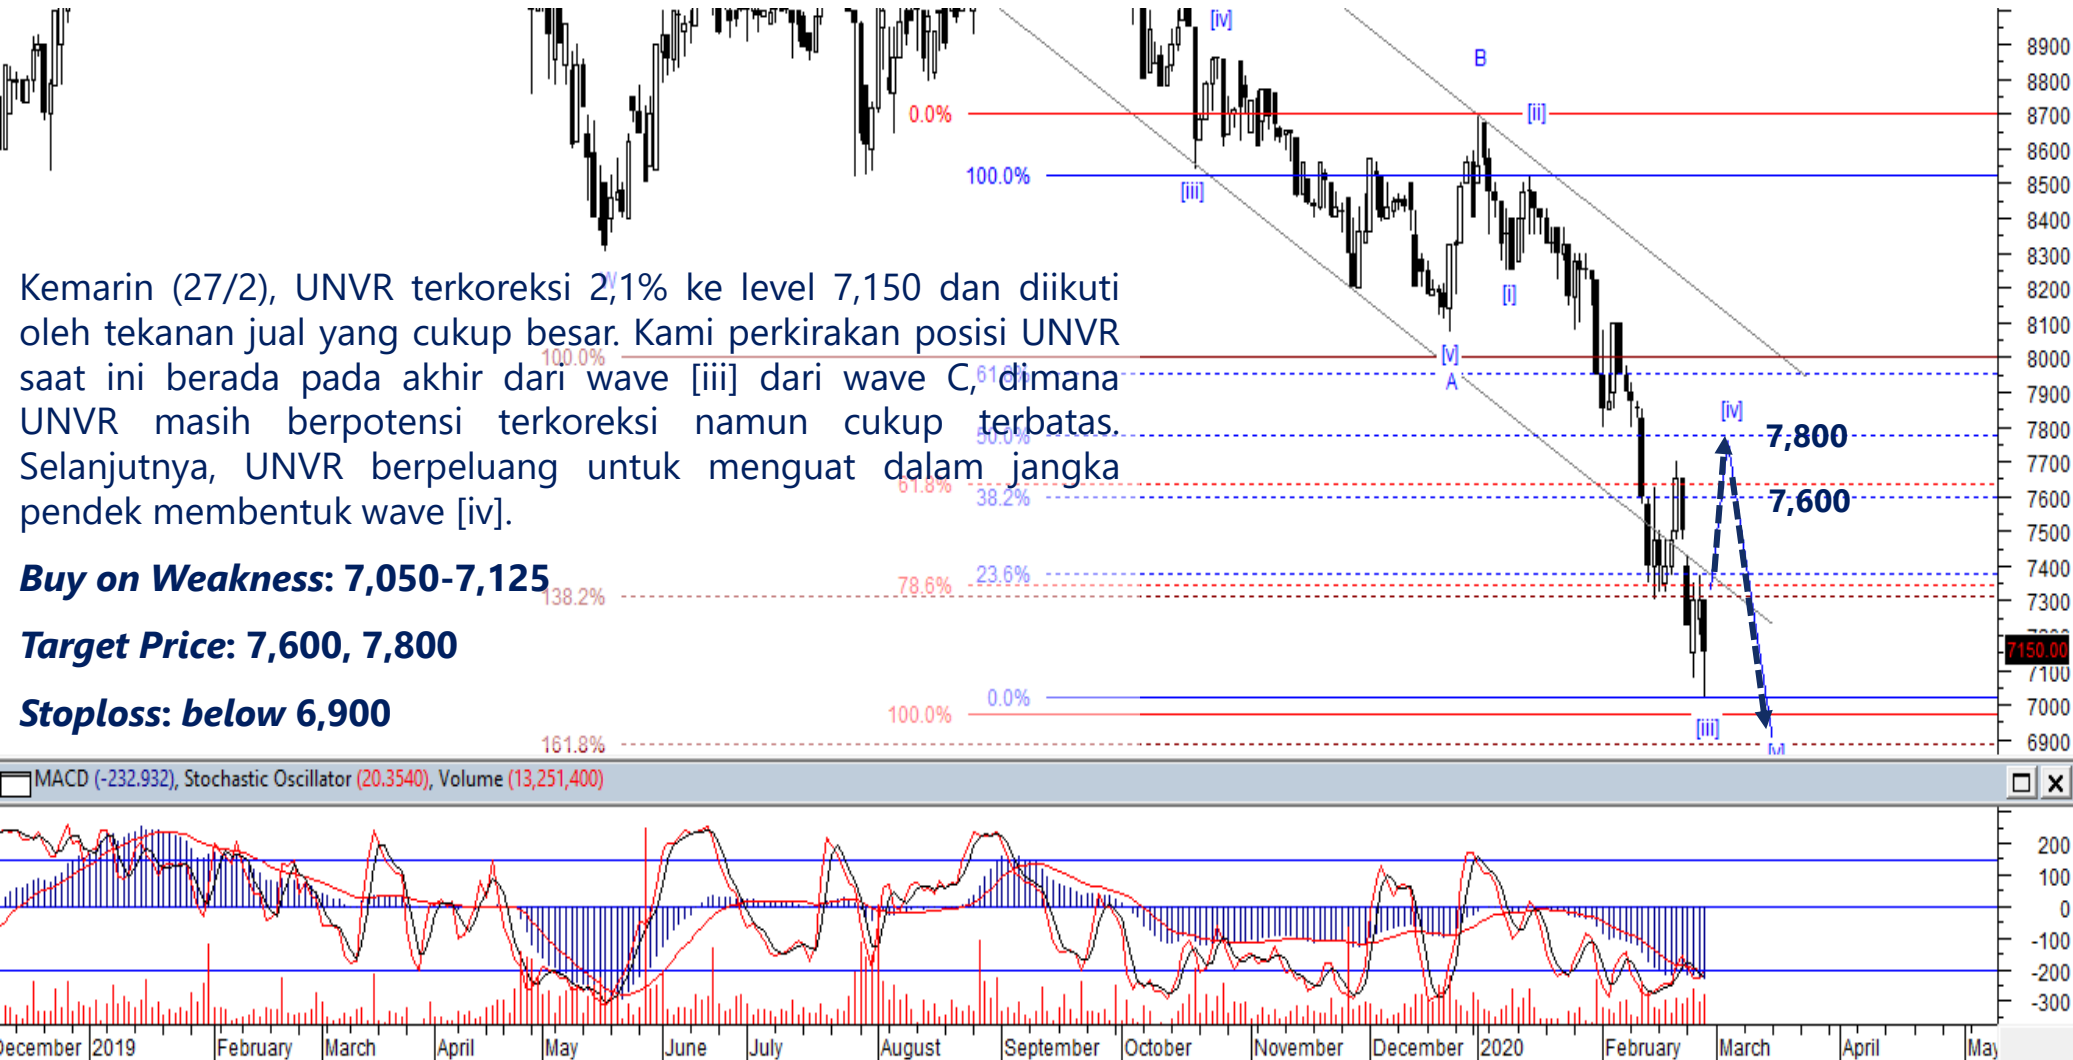 [iv]
B
8900
8800
0.0%
[ii]
8700
8600
100.0%
8500
[iii]
8400
8300
W
[i]
8200
Kemarin (27/2), UNVR terkoreksi 2,1% ke level 7,150 dan diikuti
oleh tekanan jual yang cukup besar. Kami perkirakan posisi UNVR
saat ini berada pada akhir dari wave [iii] dari wave C, dimana
UNVR masih berpotensi terkoreksi namun cukup terbatas.
Selanjutnya, UNVR berpeluang untuk menguat dalam jangka
pendek membentuk wave [iv].
8100
100.0%
[v]
8000
61.8%
A
7900
[iv]
50.0%
7,800
7800
61.8%
7700
38.2%
7,600
7600
7500
Buy on Weakness: 7,050-7,125
23.6%
7400
78.6%
138.2%
7300
Target Price: 7,600, 7,800
7200
7150.00
7100
Stoploss: below 6,900
0.0%
7000
100.0%
[iii]
161.8%
[v]
6900
MACD (-232.932), Stochastic Oscillator (20.3540), Volume (13,251,400)
200
100
0
-100
-200
-300
December 2019 February March April May June July August September October November December 2020 February March April May